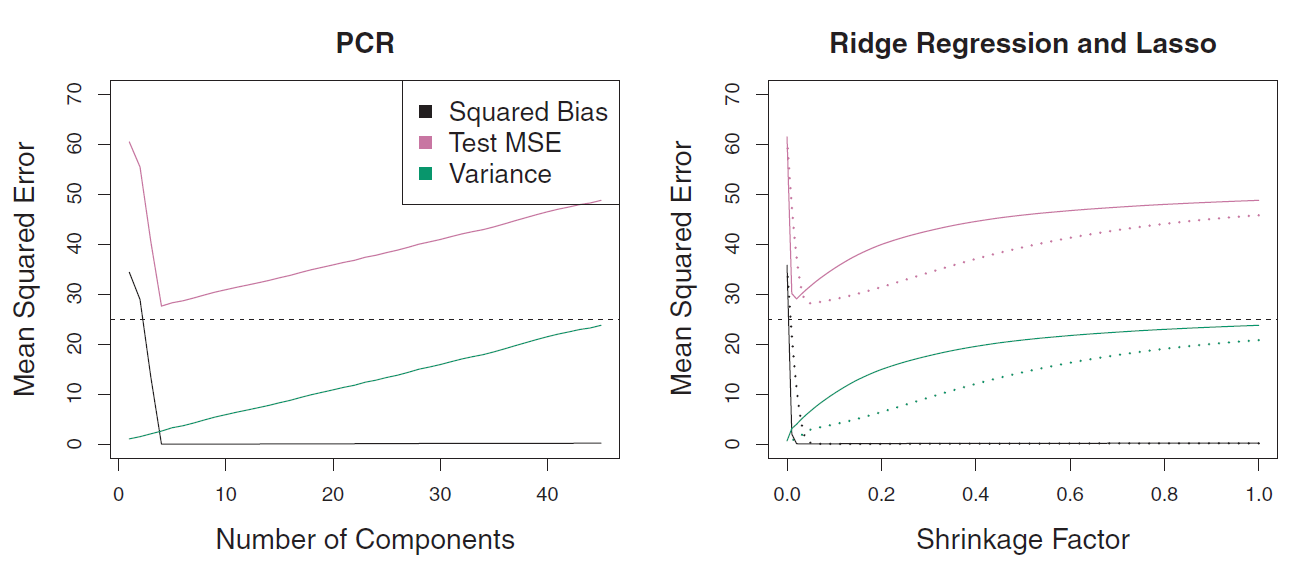 PCR
Mean Squared Error
70
60
50
40
30
20
10
0
0 10 20 30 40
Number of Components
Squared Bias
Test MSE
Variance
Ridge Regression and Lasso
Mean Squared Error
70
60
50
40
30
20
10
0
0.0 0.2 0.4 0.6 0.8 1.0
Shrinkage Factor